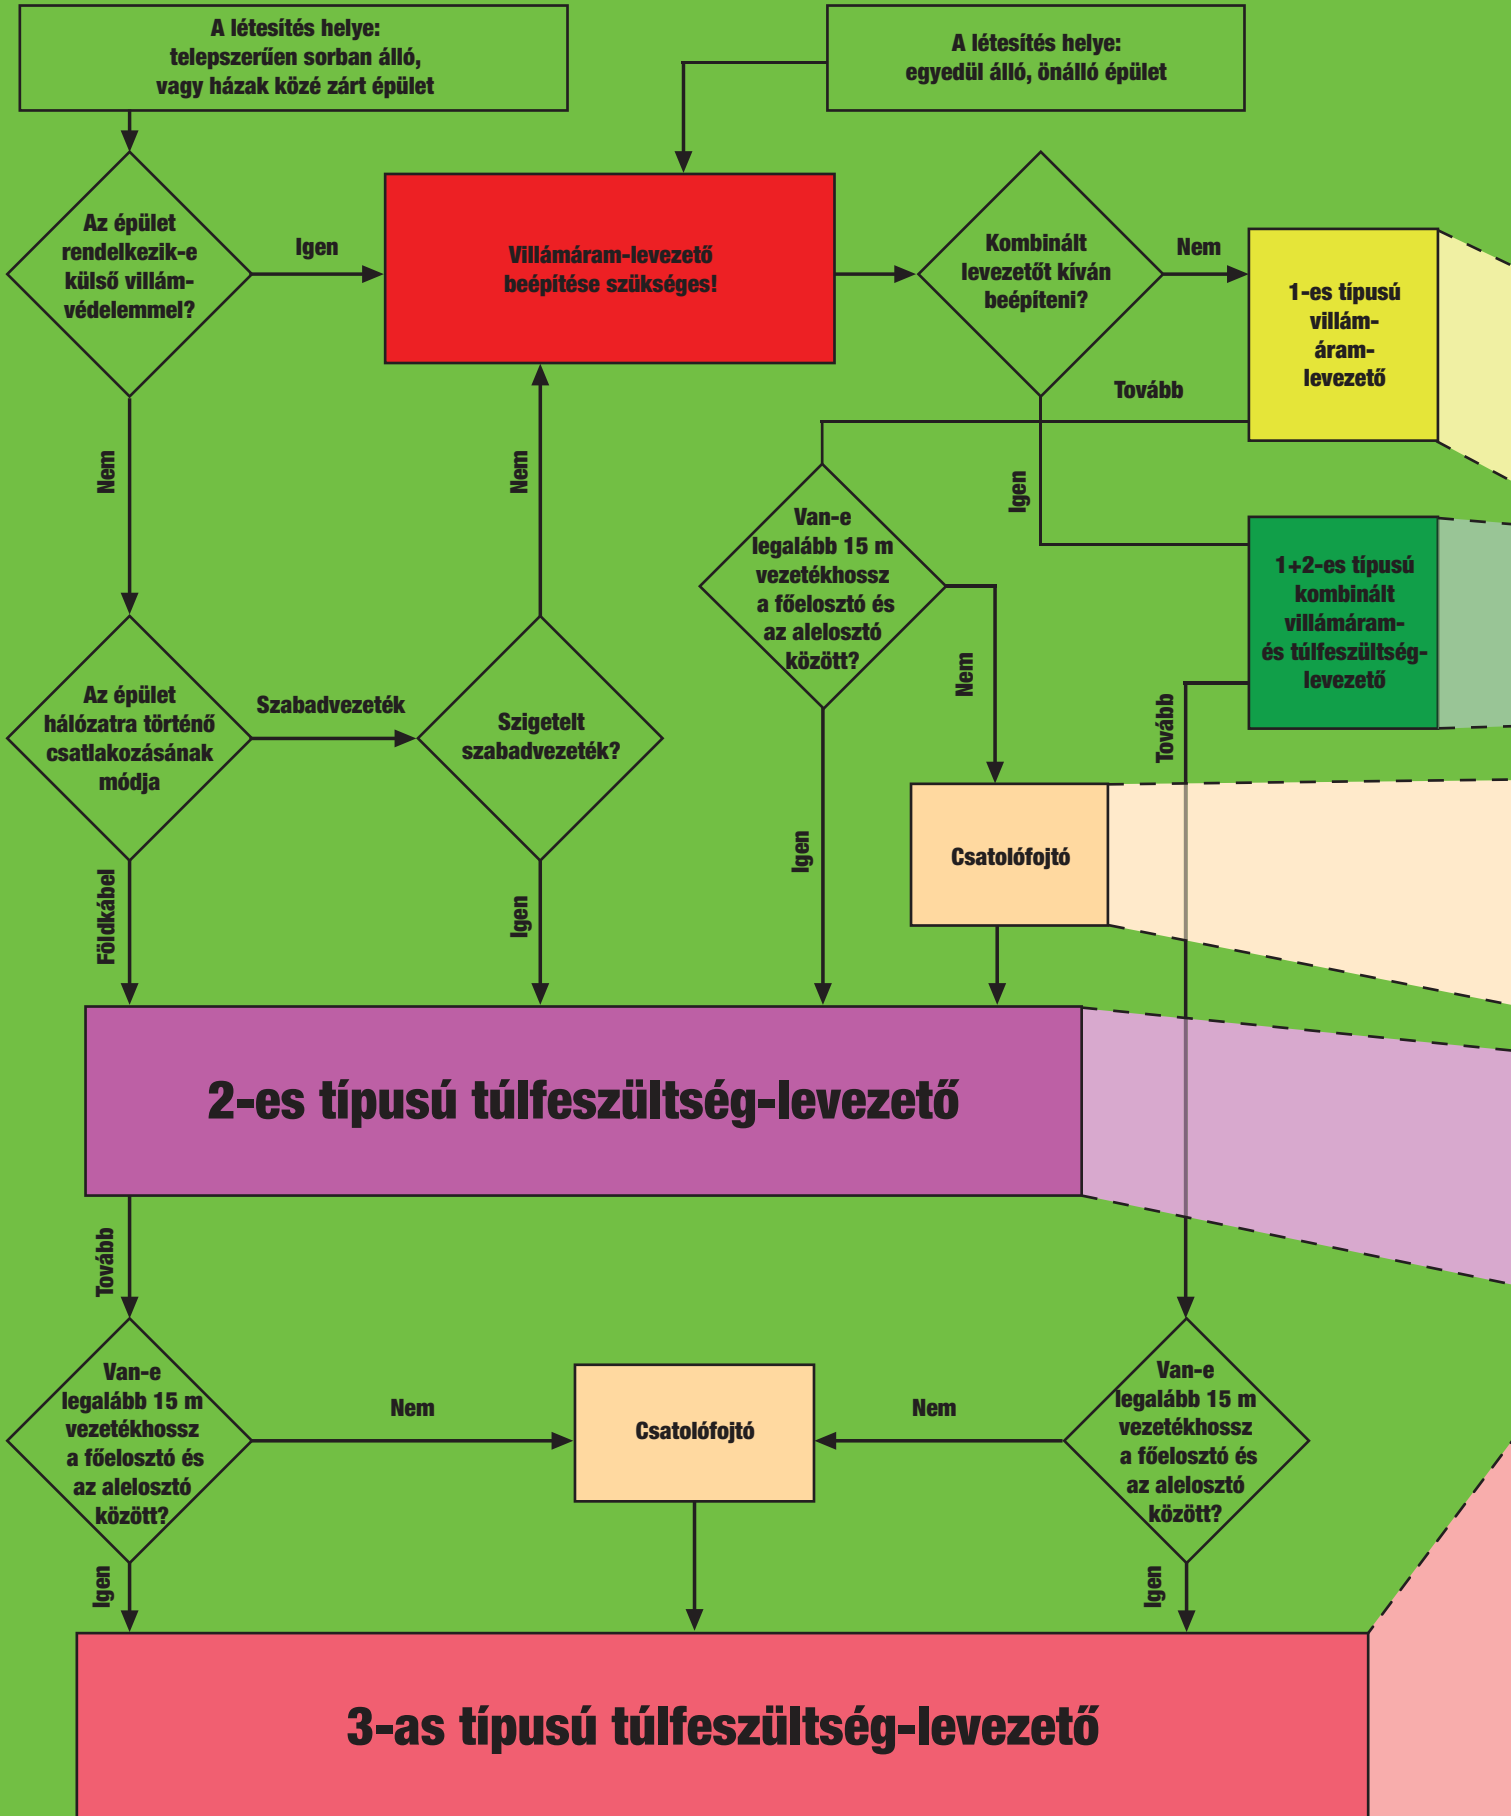 A létesítés helye:
telepszerűen sorban álló,
vagy házak közé zárt épület
A létesítés helye:
egyedül álló, önálló épület
Az épület
rendelkezik-e
külső villám-
védelemmel?
Igen
Villámáram-levezető
beépítése szükséges!
Kombinált
levezetőt kíván
beépíteni?
Nem
1-es típusú
villám-
áram-
levezető
Tovább
Nem
Nem
Igen
Van-e
legalább 15 m
vezetékhossz
a főelosztó és
az alelosztó
között?
1+2-es típusú
kombinált
villámáram-
és túlfeszültség-
levezető
Az épület
hálózatra történő
csatlakozásának
módja
Szabadvezeték
Szigetelt
szabadvezeték?
Nem
Tovább
Igen
Csatolófojtó
Földkábel
Igen
2-es típusú túlfeszültség-levezető
Tovább
Van-e
legalább 15 m
vezetékhossz
a főelosztó és
az alelosztó
között?
Nem
Csatolófojtó
Nem
Van-e
legalább 15 m
vezetékhossz
a főelosztó és
az alelosztó
között?
Igen
Igen
3-as típusú túlfeszültség-levezető